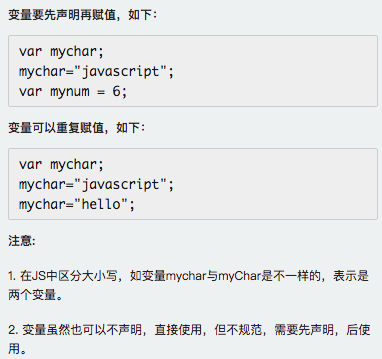 变量要先声明再赋值，如下：
var mychar;
mychar="javascript";
var mynum = 6;
变量可以重复赋值，如下：
var mychar;
mychar="javascript";
mychar="hello";
注意:
1. 在JS中区分大小写，如变量mychar与myChar是不一样的，表示是
两个变量。
2. 变量虽然也可以不声明，直接使用，但不规范，需要先声明，后使
用。